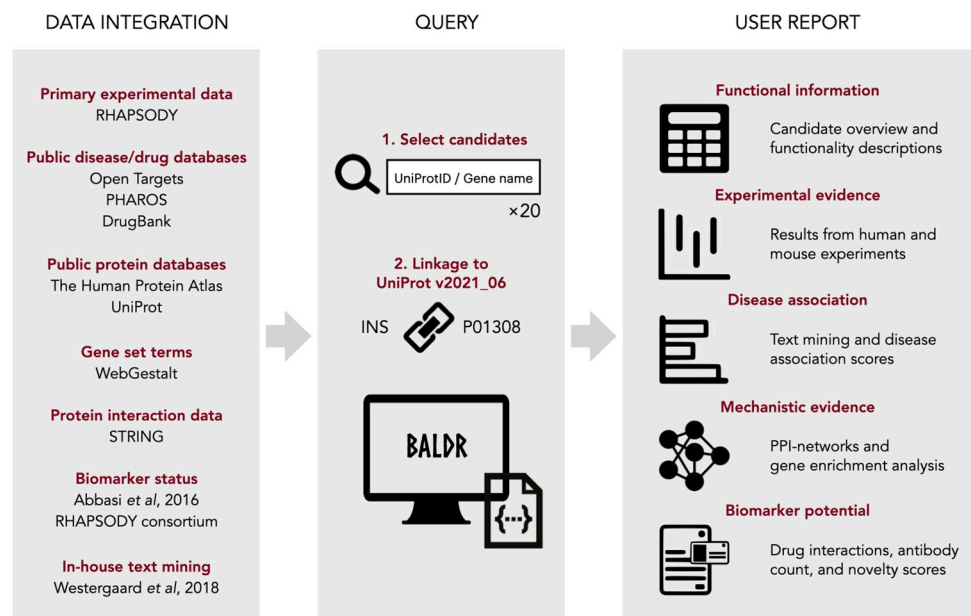 DATA INTEGRATION
Primary experimental data
RHAPSODY
Public disease/drug databases
Open Targets
PHAROS
DrugBank
Public protein databases
The Human Protein Atlas
UniProt
Gene set terms
WebGestalt
Protein interaction data
STRING
Biomarker status
Abbasi et al, 2016
RHAPSODY consortium
In-house text mining
Westergaard et al, 2018
QUERY
1. Select candidates
UniProtID / Gene name
×20
2. Linkage to
UniProt v2021_06
INS
P01308
BALDR
{···}
USER REPORT
Functional information
Candidate overview and
functionality descriptions
Experimental evidence
Results from human and
mouse experiments
Disease association
Text mining and disease
association scores
Mechanistic evidence
PPI-networks and
gene enrichment analysis
Biomarker potential
Drug interactions, antibody
count, and novelty scores